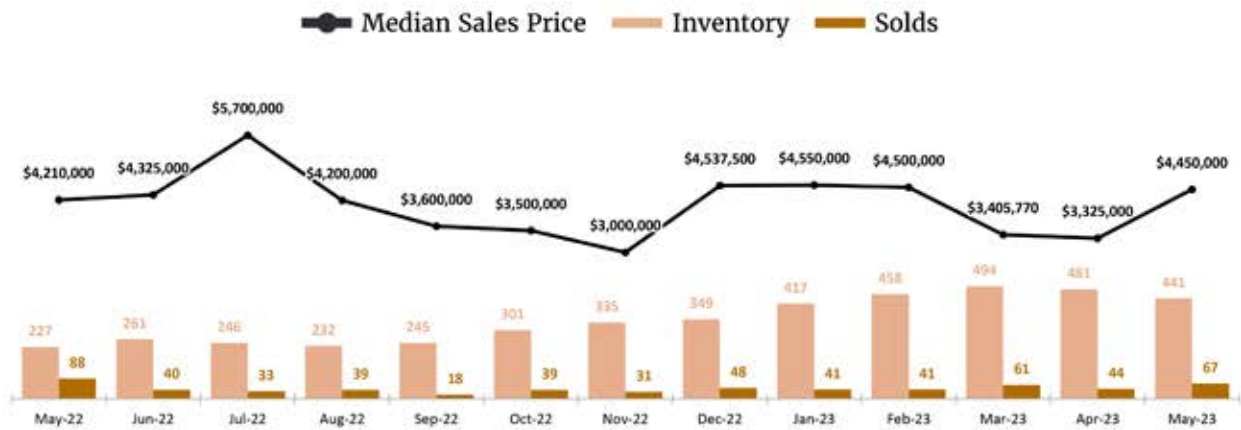 Median Sales Price Inventory Solds
$5,700,000
$4,210,000 $4,325,000 $4,200,000 $3,600,000 $3,500,000 $3,000,000 $4,537,500 $4,550,000 $4,500,000 $3,405,770 $3,325,000 $4,450,000
227 261 246 232 245 301 335 349 417 458 494 481 441
88 40 33 39 18 39 31 48 41 41 61 44 67
May-22 Jun-22 Jul-22 Aug-22 Sep-22 Oct-22 Nov-22 Dec-22 Jan-23 Feb-23 Mar-23 Apr-23 May-23